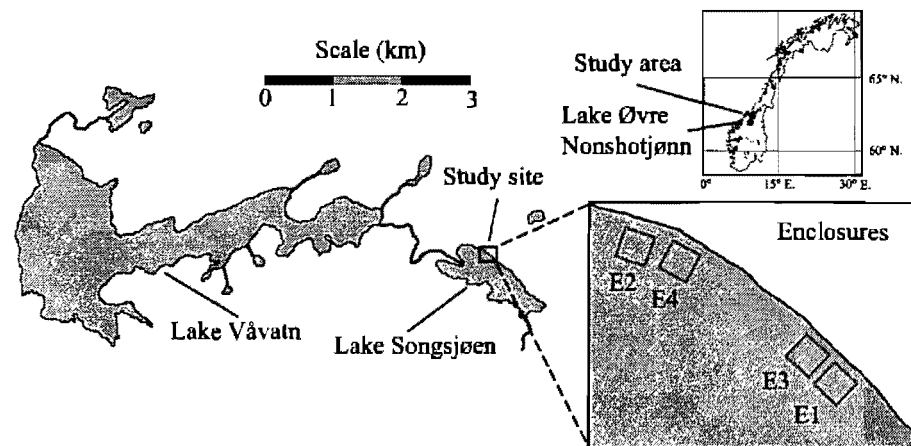 Scale (km)
0 1 2 3
Study area
Lake Øvre
Nonshotjønn
65° N.
60° N.
0° 15° E. 30° E.
Study site
Lake Våvatn
Lake Songsjøen
Enclosures
E2
E4
E3
E1